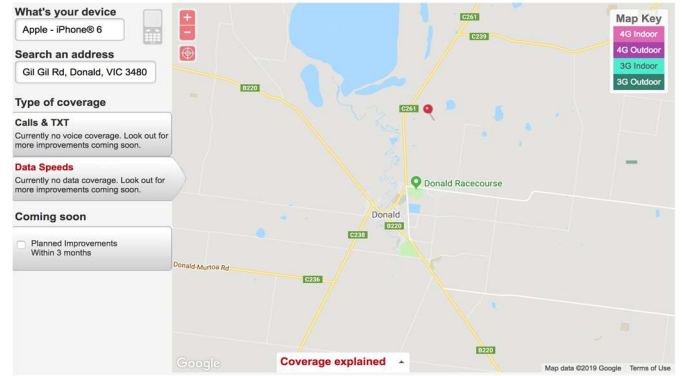 What's your device
Apple - iPhone® 6
Search an address
Gil Gil Rd, Donald, VIC 3480
Type of coverage
Calls & TXT
Currently no voice coverage. Look out for
more improvements coming soon.
Data Speeds
Currently no data coverage. Look out for
more improvements coming soon.
Coming soon
Planned Improvements
Within 3 months
+
-
C261
C239
B220
C261
Donald Racecourse
Donald
B220
C238
Donald-Murtoa Rd
C236
B220
Map Key
4G Indoor
4G Outdoor
3G Indoor
3G Outdoor
Google
Coverage explained
Map data ©2019 Google Terms of Use